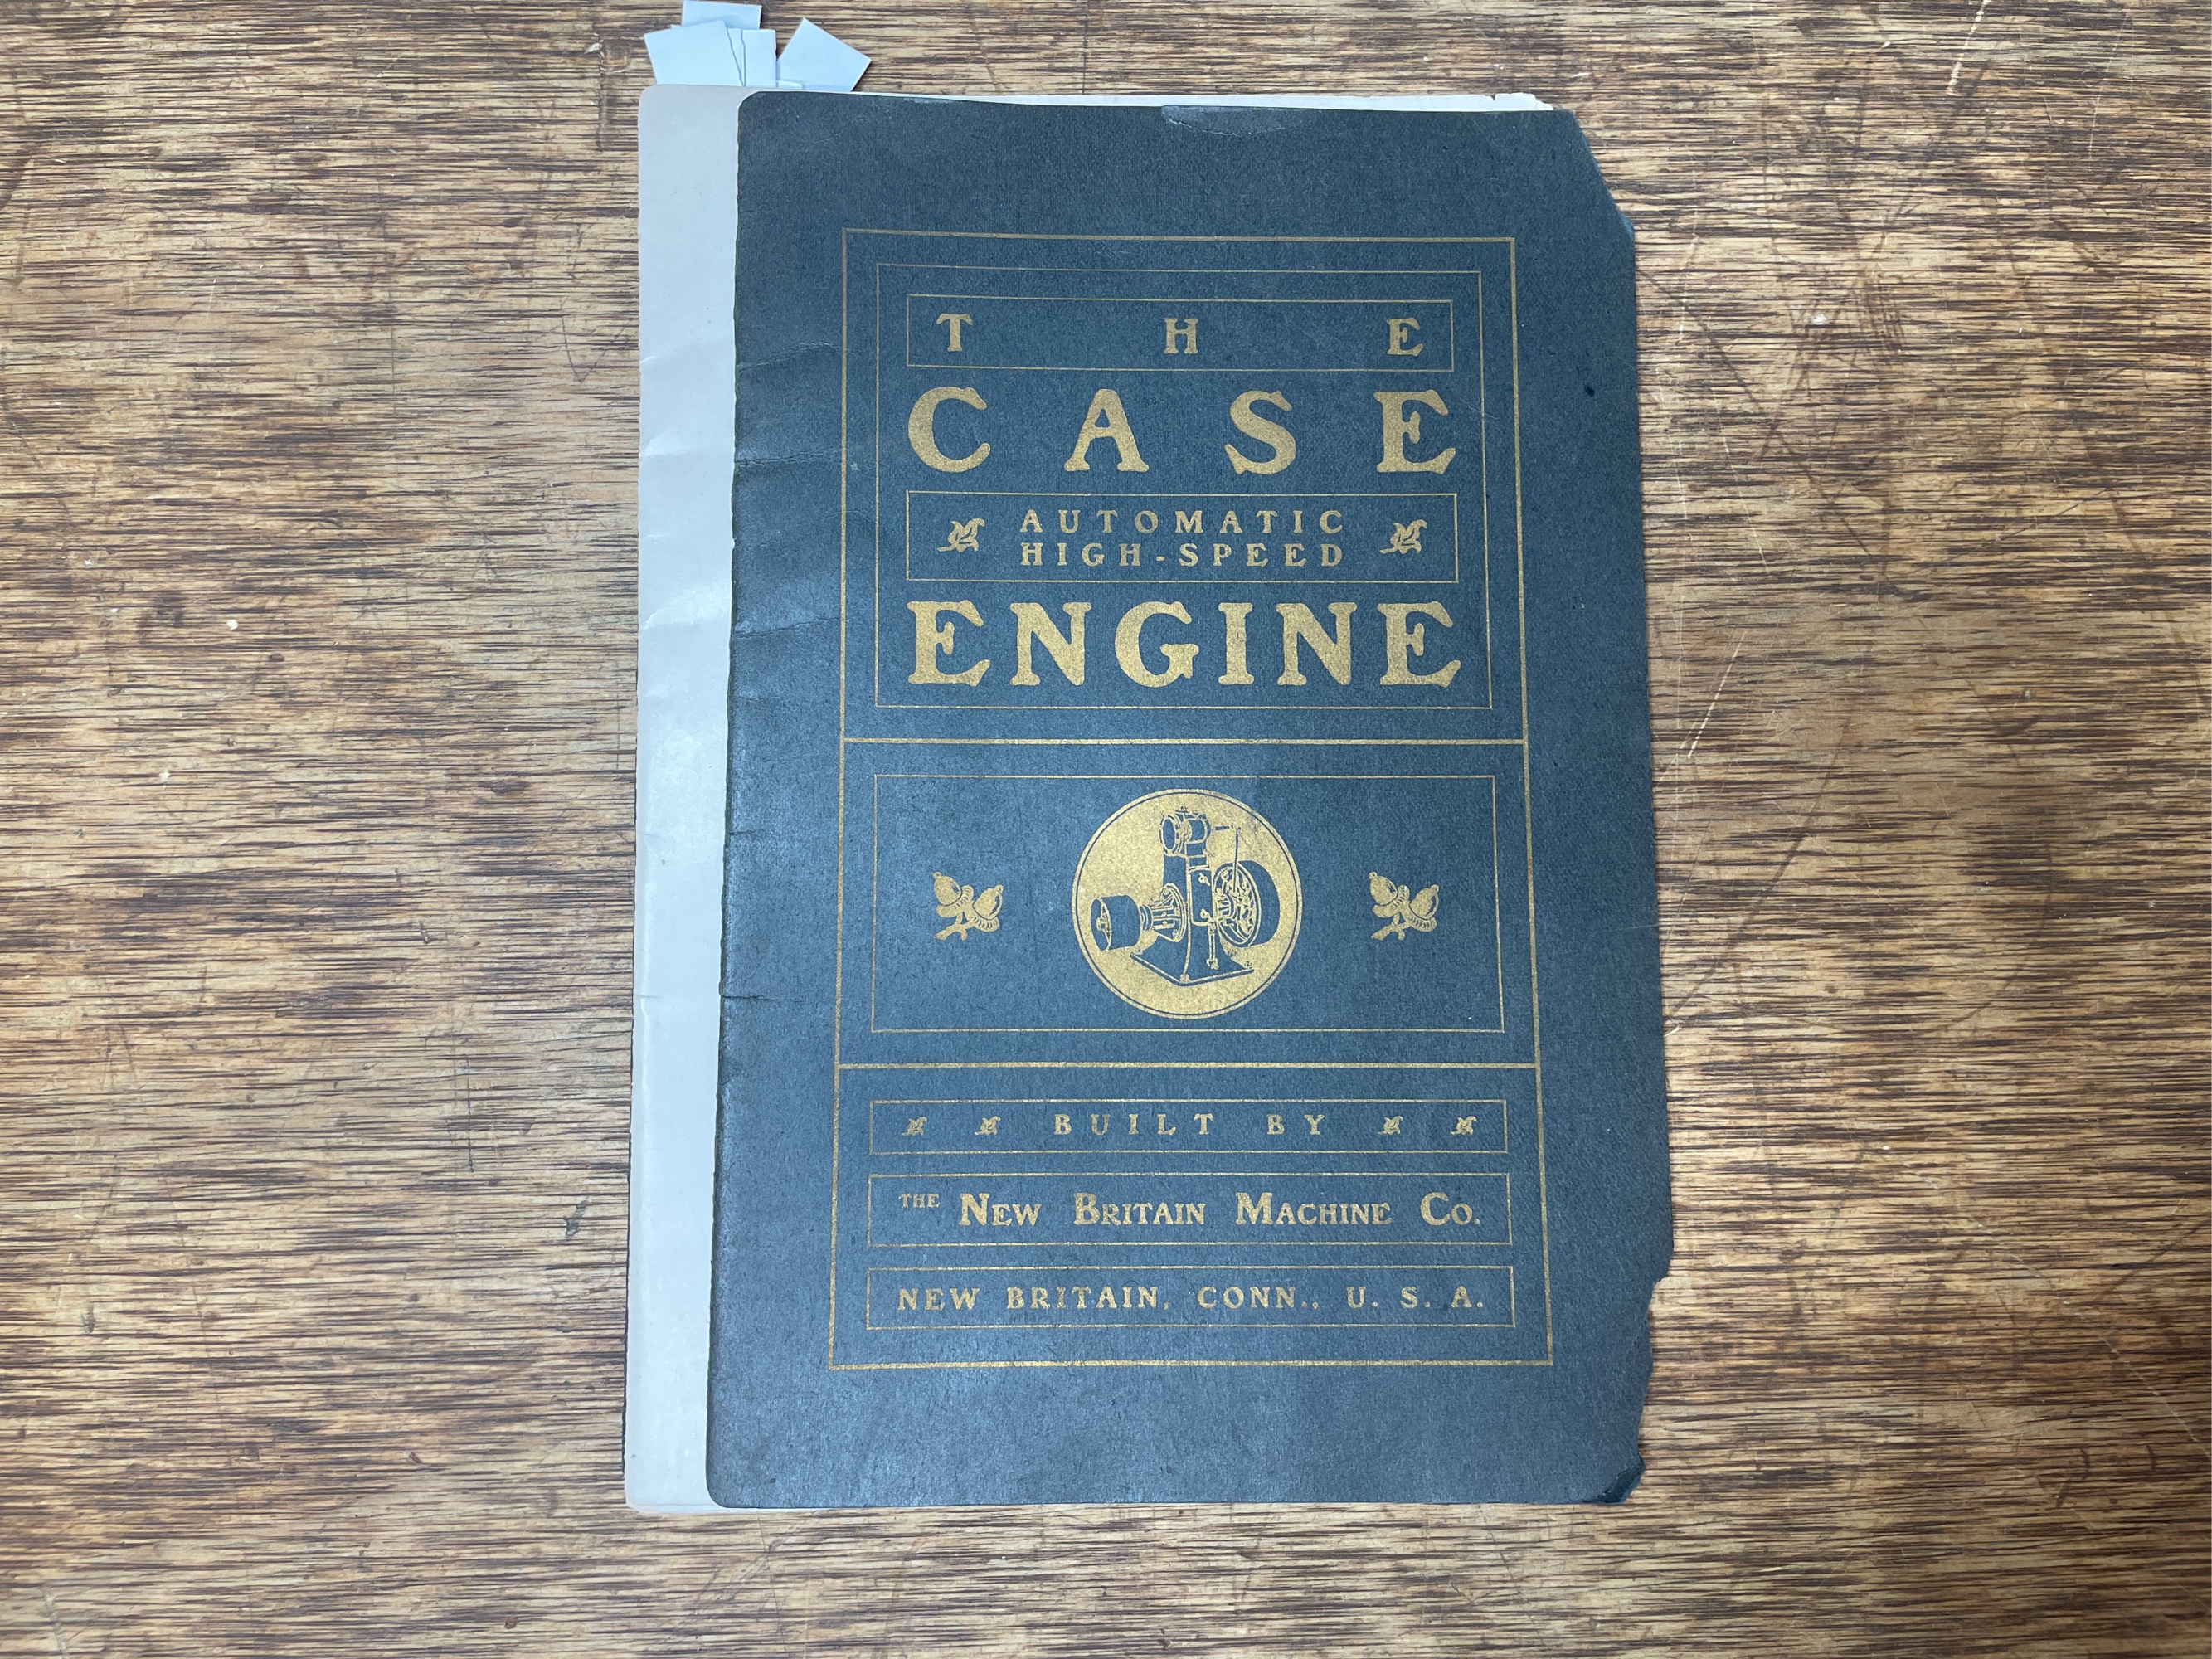 THE
CASE
AUTOMATIC
HIGH-SPEED
ENGINE
BUILT BY
THE NEW BRITAIN MACHINE CO.
NEW BRITAIN, CONN., U. S. A.